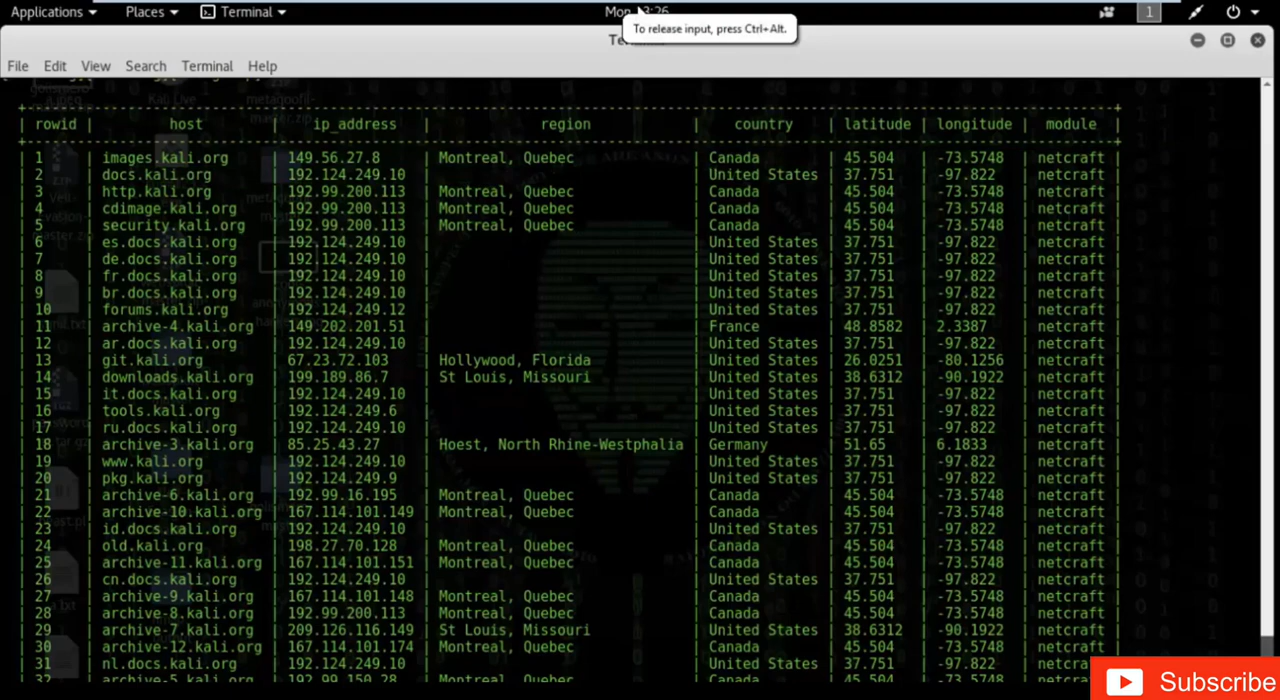 Applications Places Terminal Mon 3:26 1
To release input, press Ctrl+Alt.
File Edit View Search Terminal Help
| rowid | host | ip_address | region | country | latitude | longitude | module |
| 1 | images.kali.org | 149.56.27.8 | Montreal, Quebec | Canada | 45.504 | -73.5748 | netcraft |
| 2 | docs.kali.org | 192.124.249.10 | | United States | 37.751 | -97.822 | netcraft |
| 3 | http.kali.org | 192.99.200.113 | Montreal, Quebec | Canada | 45.504 | -73.5748 | netcraft |
| 4 | cdimage.kali.org | 192.99.200.113 | Montreal, Quebec | Canada | 45.504 | -73.5748 | netcraft |
| 5 | security.kali.org | 192.99.200.113 | Montreal, Quebec | Canada | 45.504 | -73.5748 | netcraft |
| 6 | es.docs.kali.org | 192.124.249.10 | | United States | 37.751 | -97.822 | netcraft |
| 7 | de.docs.kali.org | 192.124.249.10 | | United States | 37.751 | -97.822 | netcraft |
| 8 | fr.docs.kali.org | 192.124.249.10 | | United States | 37.751 | -97.822 | netcraft |
| 9 | br.docs.kali.org | 192.124.249.10 | | United States | 37.751 | -97.822 | netcraft |
| 10 | forums.kali.org | 192.124.249.12 | | United States | 37.751 | -97.822 | netcraft |
| 11 | archive-4.kali.org | 149.202.201.51 | | France | 48.8582 | 2.3387 | netcraft |
| 12 | ar.docs.kali.org | 192.124.249.10 | | United States | 37.751 | -97.822 | netcraft |
| 13 | git.kali.org | 67.23.72.103 | Hollywood, Florida | United States | 26.0251 | -80.1256 | netcraft |
| 14 | downloads.kali.org | 199.189.86.7 | St Louis, Missouri | United States | 38.6312 | -90.1922 | netcraft |
| 15 | it.docs.kali.org | 192.124.249.10 | | United States | 37.751 | -97.822 | netcraft |
| 16 | tools.kali.org | 192.124.249.6 | | United States | 37.751 | -97.822 | netcraft |
| 17 | ru.docs.kali.org | 192.124.249.10 | | United States | 37.751 | -97.822 | netcraft |
| 18 | archive-3.kali.org | 85.25.43.27 | Hoest, North Rhine-Westphalia | Germany | 51.65 | 6.1833 | netcraft |
| 19 | www.kali.org | 192.124.249.10 | | United States | 37.751 | -97.822 | netcraft |
| 20 | pkg.kali.org | 192.124.249.9 | | United States | 37.751 | -97.822 | netcraft |
| 21 | archive-6.kali.org | 192.99.16.195 | Montreal, Quebec | Canada | 45.504 | -73.5748 | netcraft |
| 22 | archive-10.kali.org | 167.114.101.149 | Montreal, Quebec | Canada | 45.504 | -73.5748 | netcraft |
| 23 | id.docs.kali.org | 192.124.249.10 | | United States | 37.751 | -97.822 | netcraft |
| 24 | old.kali.org | 198.27.70.128 | Montreal, Quebec | Canada | 45.504 | -73.5748 | netcraft |
| 25 | archive-11.kali.org | 167.114.101.151 | Montreal, Quebec | Canada | 45.504 | -73.5748 | netcraft |
| 26 | cn.docs.kali.org | 192.124.249.10 | | United States | 37.751 | -97.822 | netcraft |
| 27 | archive-9.kali.org | 167.114.101.148 | Montreal, Quebec | Canada | 45.504 | -73.5748 | netcraft |
| 28 | archive-8.kali.org | 192.99.200.113 | Montreal, Quebec | Canada | 45.504 | -73.5748 | netcraft |
| 29 | archive-7.kali.org | 209.126.116.149 | St Louis, Missouri | United States | 38.6312 | -90.1922 | netcraft |
| 30 | archive-12.kali.org | 167.114.101.174 | Montreal, Quebec | Canada | 45.504 | -73.5748 | netcraft |
| 31 | nl.docs.kali.org | 192.124.249.10 | | United States | 37.751 | -97.822 | netcraft |
| 32 | archive-5.kali.org | 192.99.150.28 | Montreal, Quebec | Canada | 45.504 | -73.5748
Subscribe